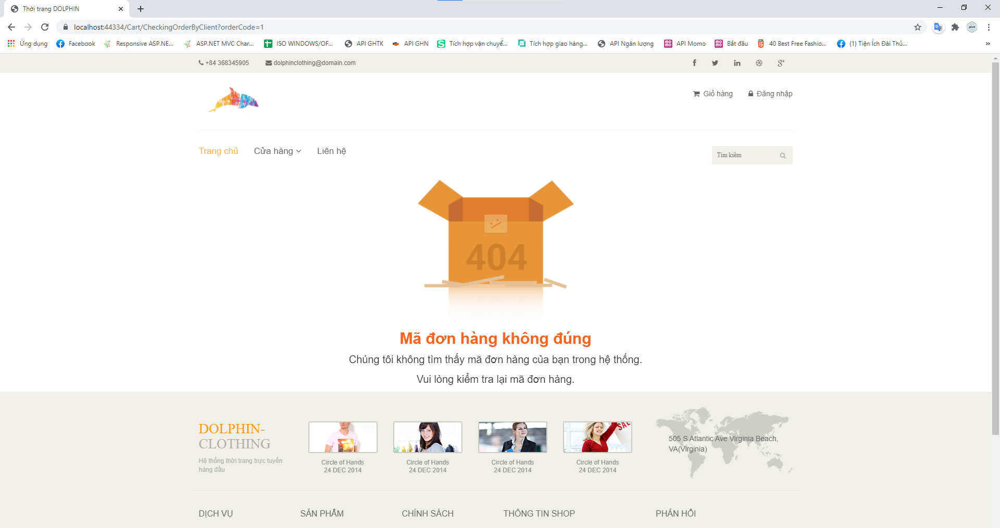 Thời trang DOLPHIN
localhost:44334/Cart/CheckingOrderByClient?orderCode=1
Ứng dụng Facebook Responsive ASP.NE... ASP.NET MVC Char... ISO WINDOWS/OF... API GHTK API GHN Tích hợp vận chuyể... Tích hợp giao hàng... API Ngân lượng API Momo Bắt đầu 40 Best Free Fashio... (1) Tiện Ích Đài Thủ... »
+84 368345905 dolphinclothing@domain.com
Giỏ hàng Đăng nhập
Trang chủ Cửa hàng Liên hệ
Tìm kiếm
404
Mã đơn hàng không đúng
Chúng tôi không tìm thấy mã đơn hàng của bạn trong hệ thống.
Vui lòng kiểm tra lại mã đơn hàng.
DOLPHIN-
CLOTHING
Hệ thống thời trang trực tuyến
hàng đầu
Circle of Hands
24 DEC 2014
Circle of Hands
24 DEC 2014
Circle of Hands
24 DEC 2014
SALE
Circle of Hands
24 DEC 2014
505 S Atlantic Ave Virginia Beach,
VA(Virginia)
DỊCH VỤ SẢN PHẨM CHÍNH SÁCH THÔNG TIN SHOP PHẢN HỒI